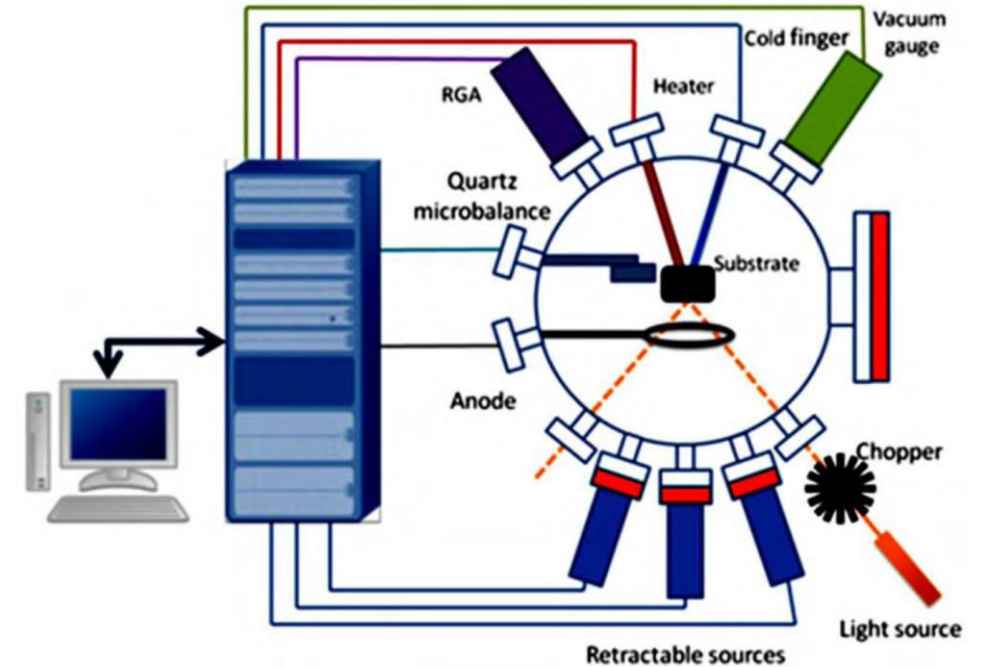 Vacuum
gauge
Cold finger
Heater
RGA
Quartz
microbalance
Substrate
Anode
Chopper
Light source
Retractable sources